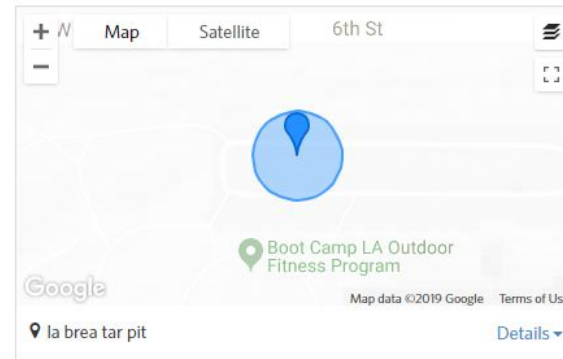 +
W
Map
Satellite
6th St
−
Boot Camp LA Outdoor
Fitness Program
Google
Map data ©2019 Google
Terms of Us
la brea tar pit
Details